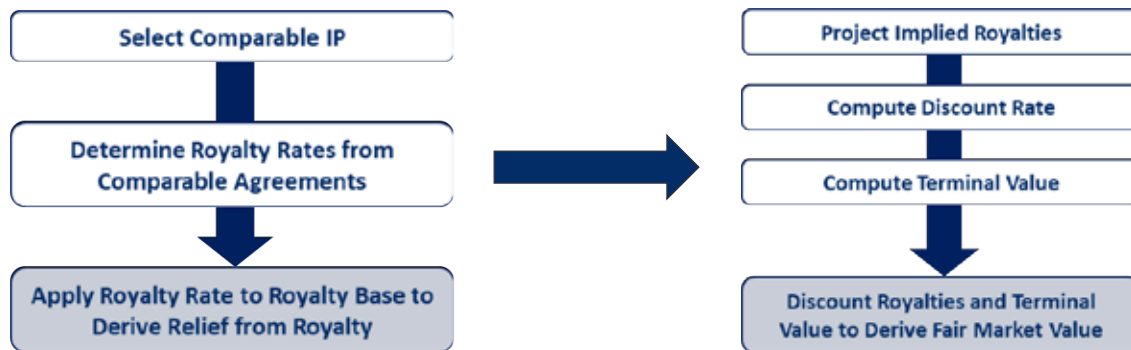 Select Comparable IP
Determine Royalty Rates from
Comparable Agreements
Apply Royalty Rate to Royalty Base to
Derive Relief from Royalty
Project Implied Royalties
Compute Discount Rate
Compute Terminal Value
Discount Royalties and Terminal
Value to Derive Fair Market Value